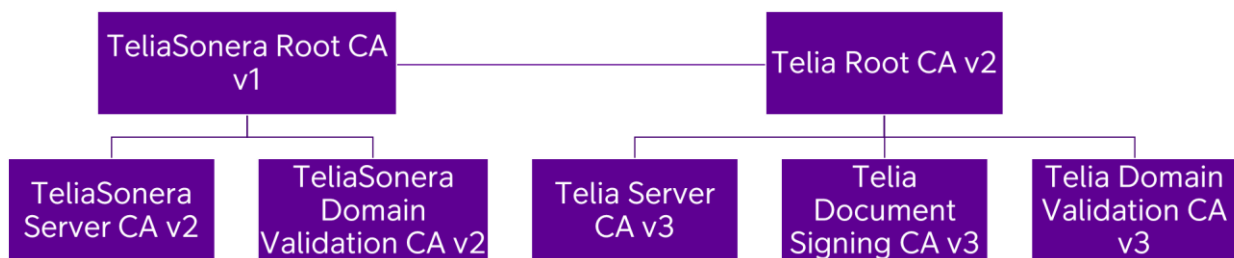 TeliaSonera Root CA
v1
Telia Root CA v2
TeliaSonera
Server CA v2
TeliaSonera
Domain
Validation CA v2
Telia Server
CA v3
Telia
Document
Signing CA v3
Telia Domain
Validation CA
v3